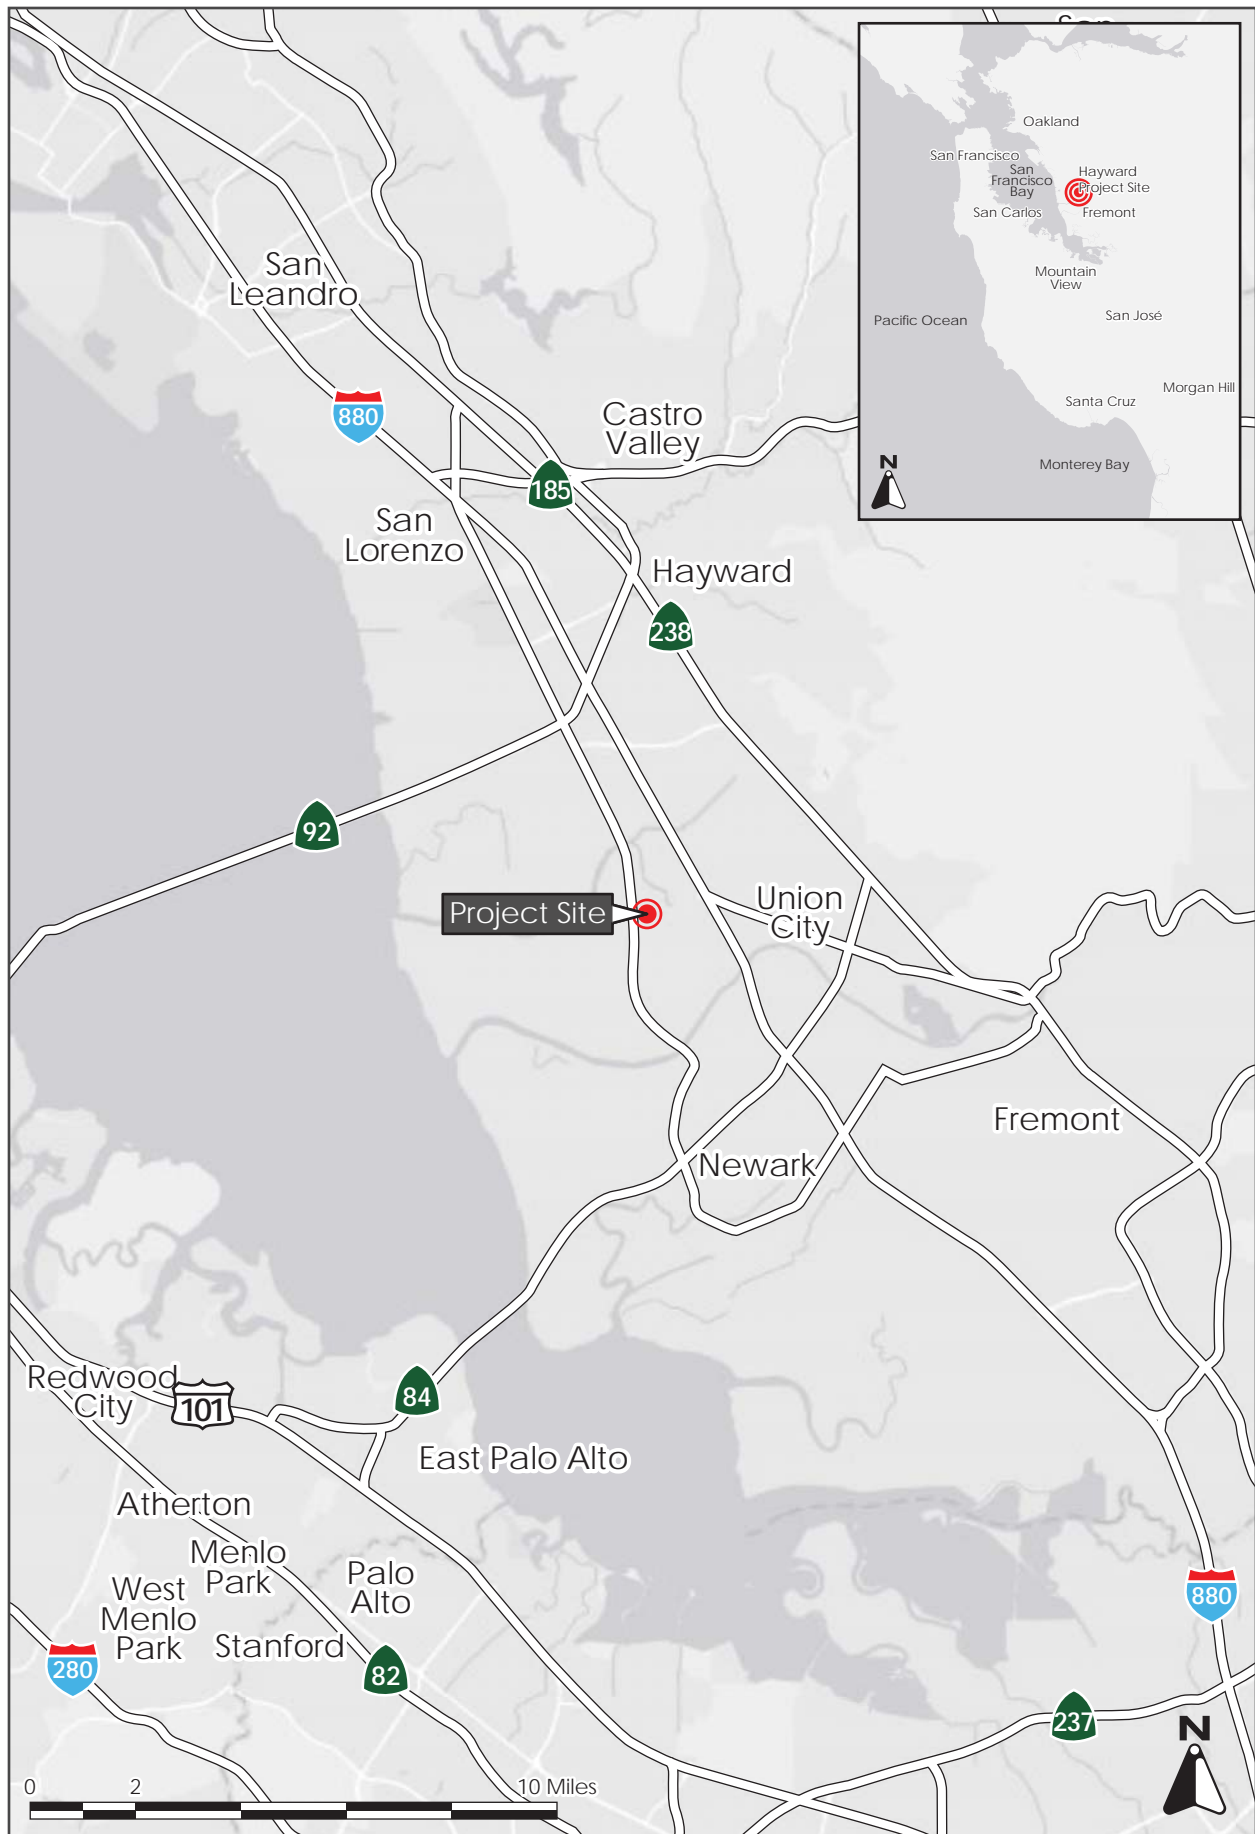 San
Oakland
San Francisco
San
Francisco
Bay
Hayward
Project Site
San Carlos
Fremont
Mountain
View
Pacific Ocean
San José
Morgan Hill
Santa Cruz
Monterey Bay
N
San
Leandro
880
Castro
Valley
185
San
Lorenzo
Hayward
238
92
Project Site
Union
City
Fremont
Newark
Redwood
City
101
84
East Palo Alto
Atherton
Menlo
Park
Palo
Alto
West
Menlo
Park
Stanford
880
280
82
237
N
0 2 10 Miles